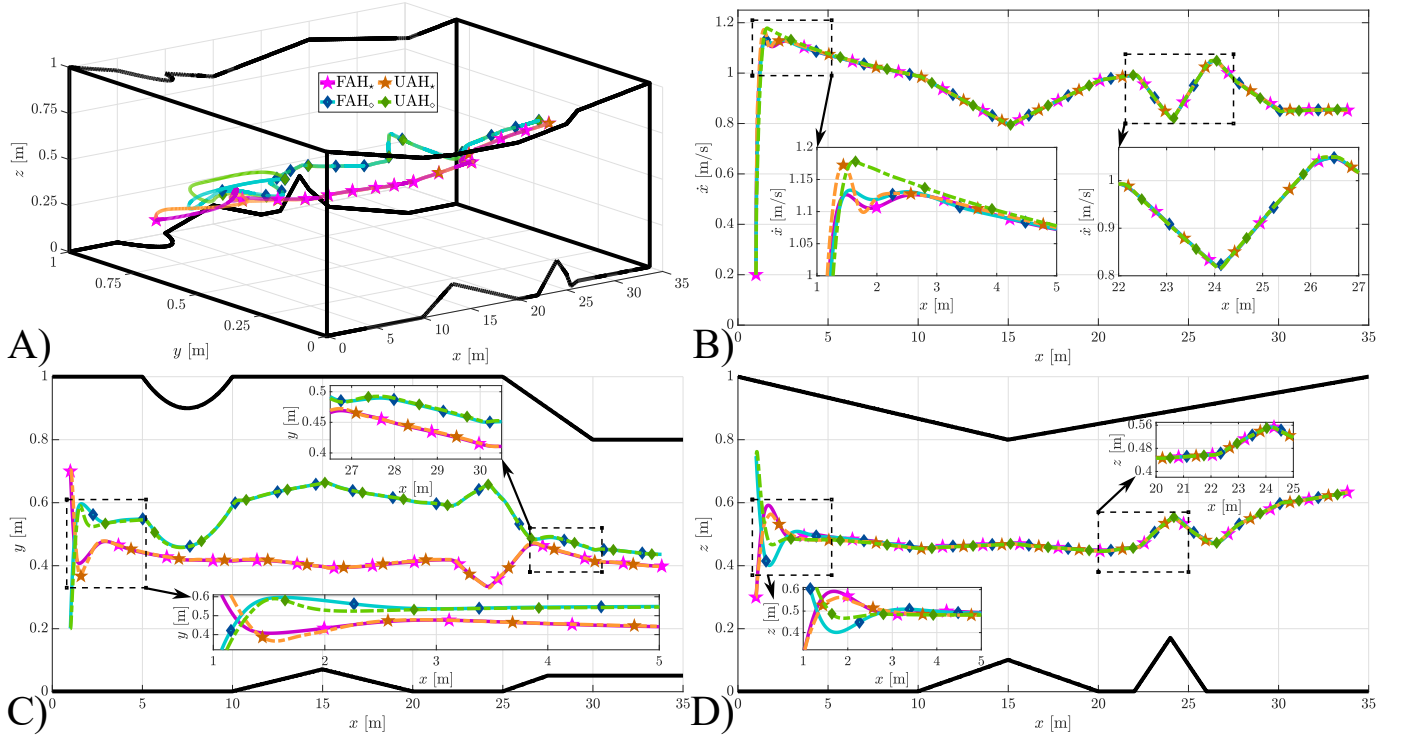 1
0.75
0.5
0.25
0
z [m]
1
0.75
0.5
0.25
0
y [m]
0
5
10
15
20
25
30
35
x [m]
FAH⋆ UAH⋆
FAH⋄ UAH⋄
A)
1.2
1
0.8
0.6
0.4
0.2
0
ẋ [m/s]
0 5 10 15 20 25 30 35
x [m]
1.2
1.15
1.1
1.05
1
ẋ [m/s]
1 2 3 4 5
x [m]
1
0.9
0.8
ẋ [m/s]
22 23 24 25 26 27
x [m]
B)
1
0.8
0.6
0.4
0.2
0
y [m]
0 5 10 15 20 25 30 35
x [m]
0.5
0.45
0.4
y [m]
27 28 29 30
x [m]
0.6
0.5
0.4
y [m]
1 2 3 4 5
x [m]
C)
1
0.8
0.6
0.4
0.2
0
z [m]
0 5 10 15 20 25 30 35
x [m]
0.56
0.48
0.4
z [m]
20 21 22 23 24 25
x [m]
0.6
0.5
0.4
z [m]
1 2 3 4 5
x [m]
D)